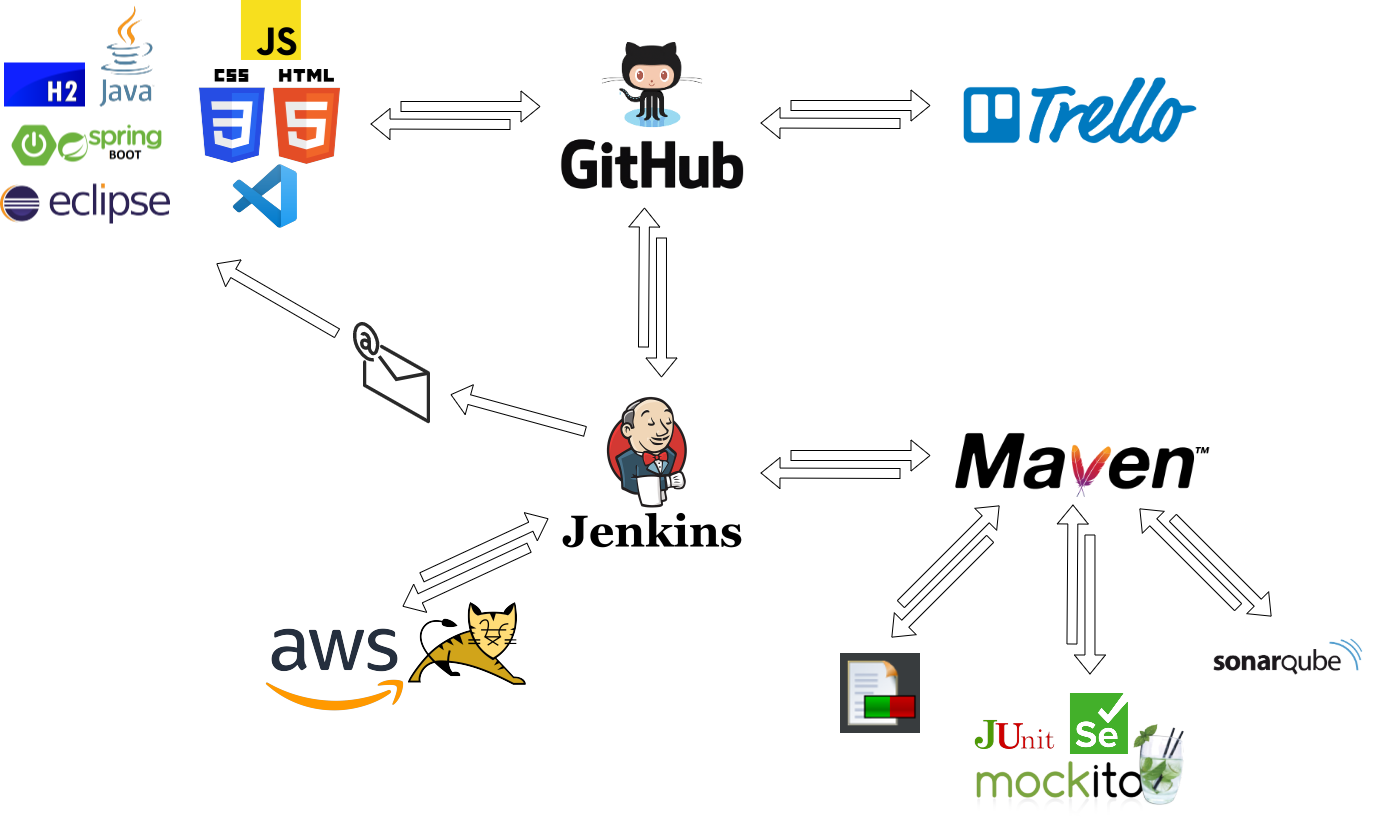 JS
CSS HTML
H2
Java
spring
BOOT
eclipse
GitHub
Trello
@
Jenkins
Maven™
aws
sonarqube
JUnit
Se
mockito